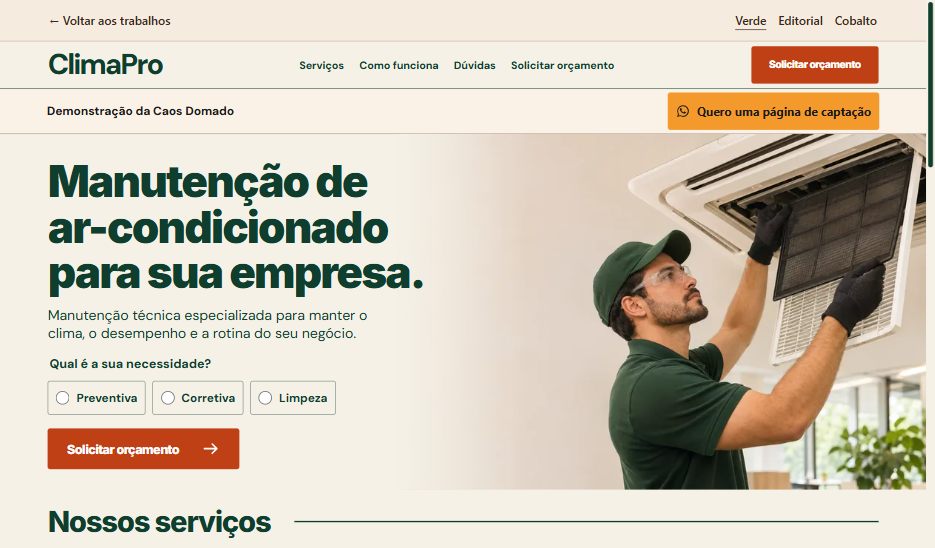 ← Voltar aos trabalhos
Verde Editorial Cobalto
ClimaPro
Serviços Como funciona Dúvidas Solicitar orçamento
Solicitar orçamento
Demonstração da Caos Domado
Quero uma página de captação
Manutenção de
ar-condicionado
para sua empresa.
Manutenção técnica especializada para manter o
clima, o desempenho e a rotina do seu negócio.
Qual é a sua necessidade?
Preventiva Corretiva Limpeza
Solicitar orçamento →
Nossos serviços